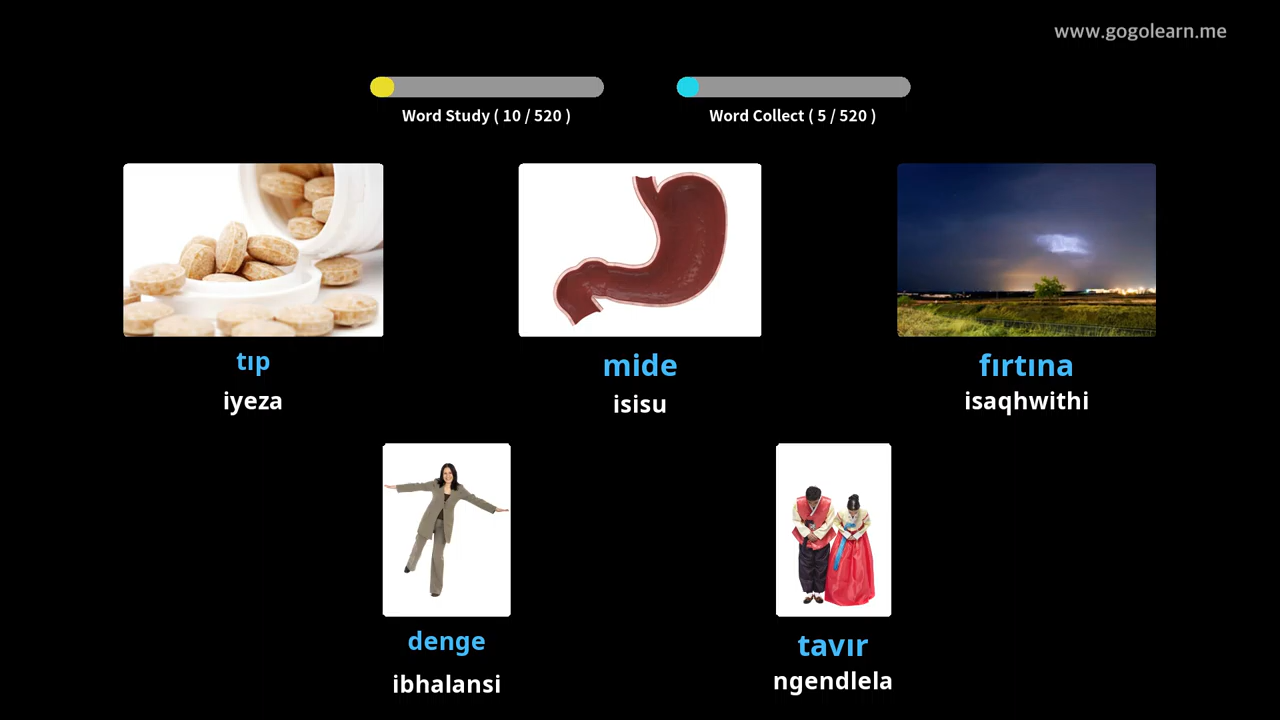 www.gogolearn.me
Word Study ( 10 / 520 )
Word Collect ( 5 / 520 )
tıp
iyeza
mide
isisu
fırtına
isaqhwithi
denge
ibhalansi
tavır
ngendlela